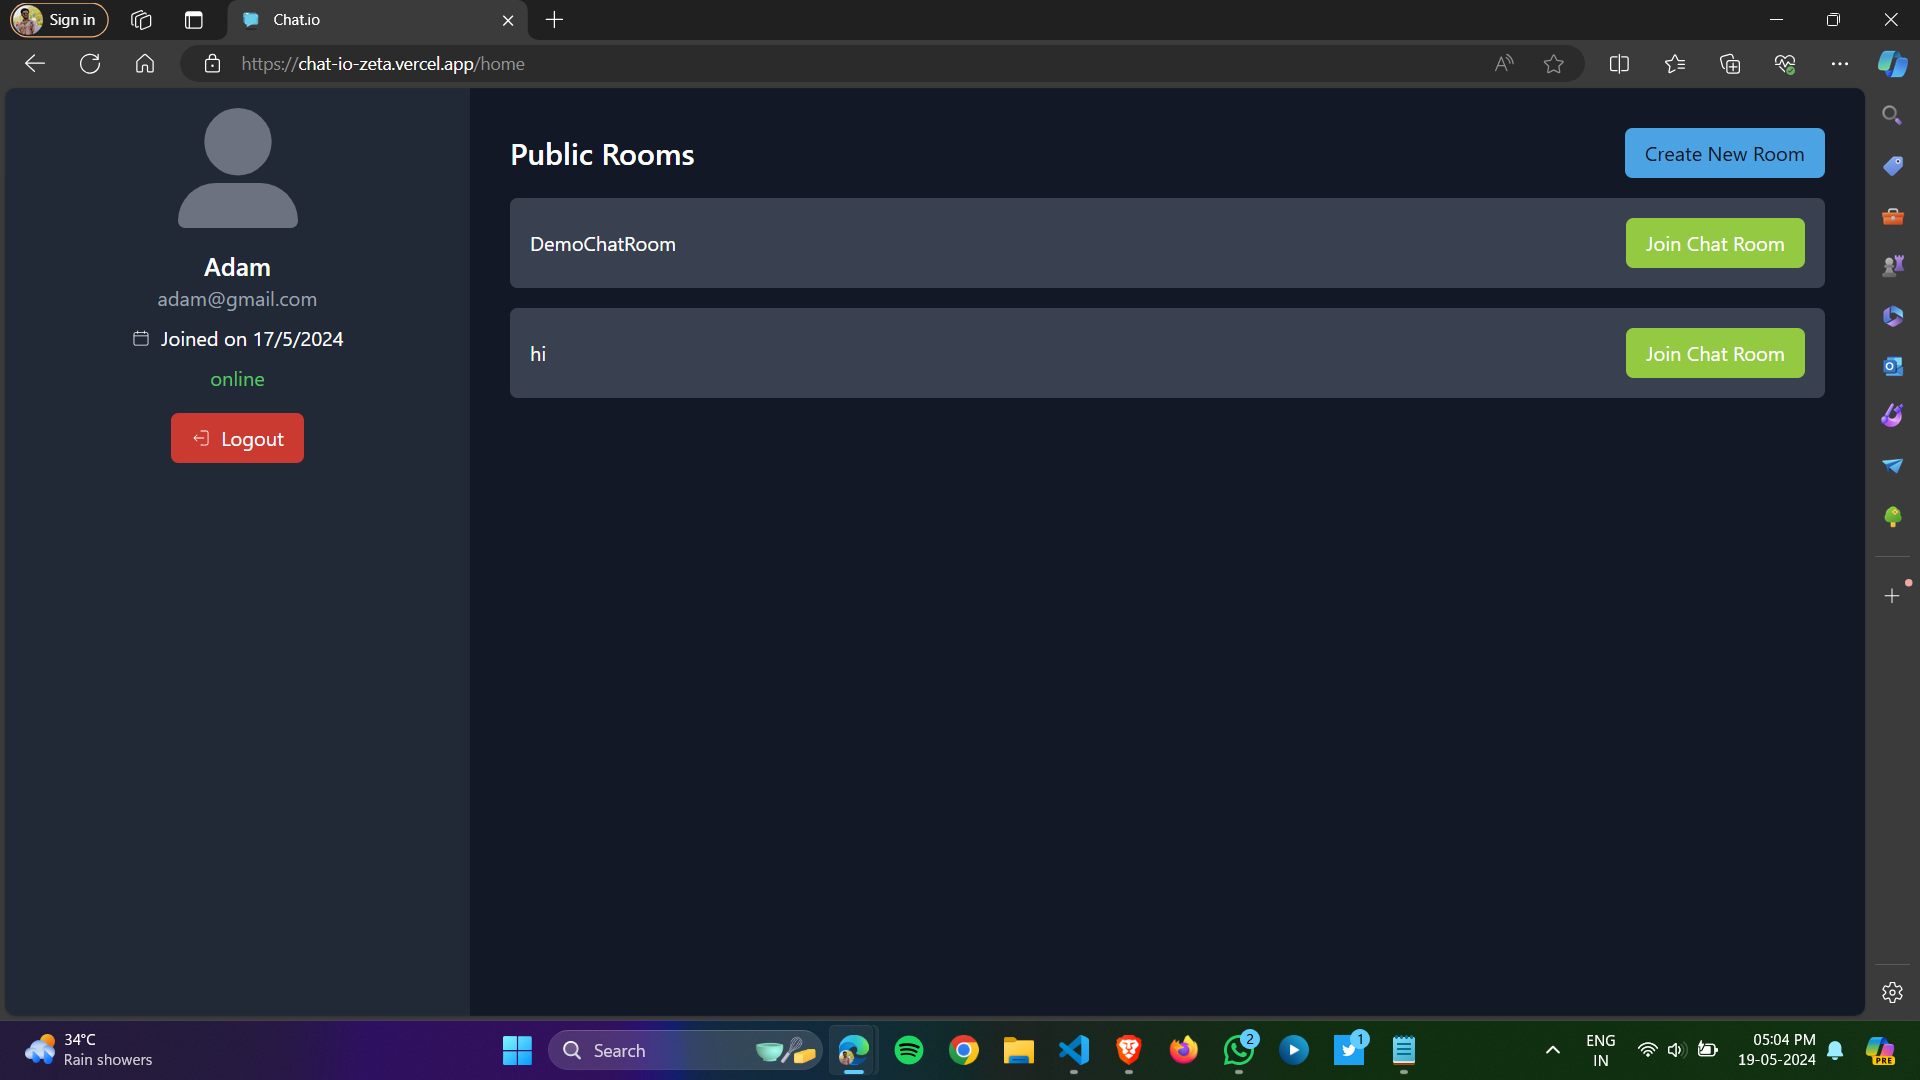 Sign in
Chat.io
https://chat-io-zeta.vercel.app/home
Adam
adam@gmail.com
Joined on 17/5/2024
online
Logout
Public Rooms
Create New Room
DemoChatRoom
Join Chat Room
hi
Join Chat Room
34°C
Rain showers
Search
2
1
ENG
IN
05:04 PM
19-05-2024
PRE